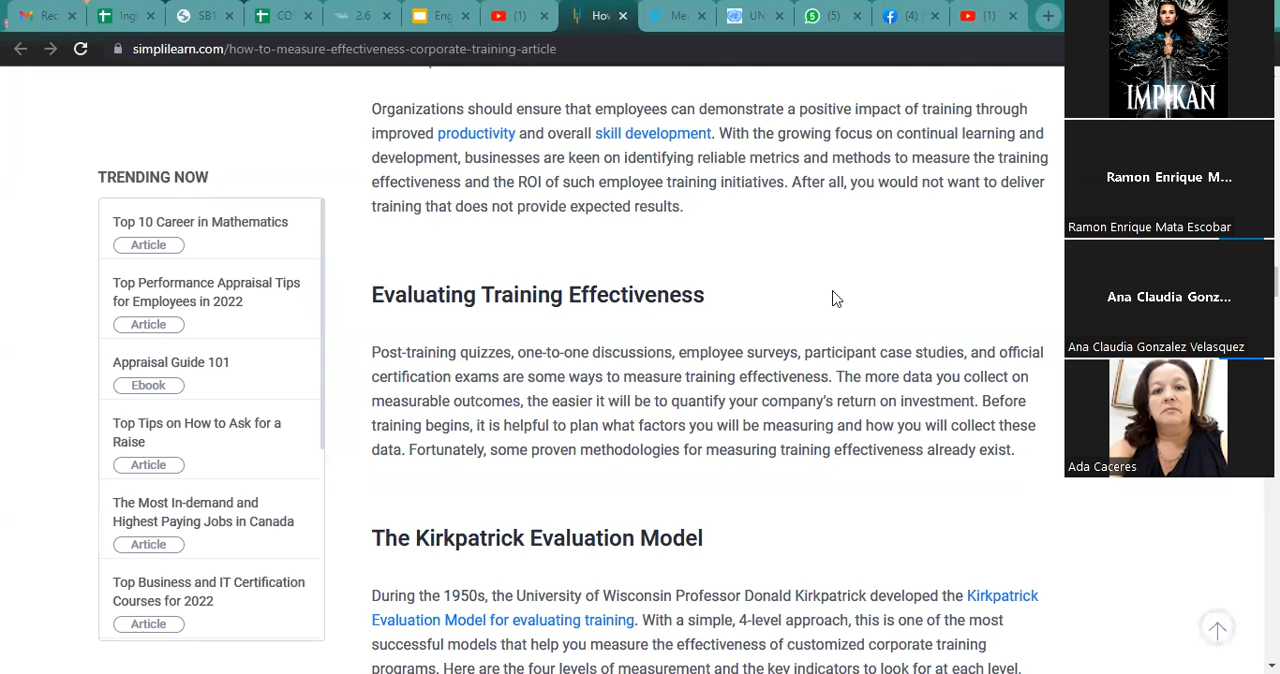 Rec
Ingl
SB1
CO
2.6
Eng
(1)
How
Me
UN
(5)
(4)
(1)
simplilearn.com/how-to-measure-effectiveness-corporate-training-article
Organizations should ensure that employees can demonstrate a positive impact of training through
improved productivity and overall skill development. With the growing focus on continual learning and
development, businesses are keen on identifying reliable metrics and methods to measure the training
effectiveness and the ROI of such employee training initiatives. After all, you would not want to deliver
training that does not provide expected results.
TRENDING NOW
Top 10 Career in Mathematics
Article
Top Performance Appraisal Tips
for Employees in 2022
Article
Appraisal Guide 101
Ebook
Top Tips on How to Ask for a
Raise
Article
The Most In-demand and
Highest Paying Jobs in Canada
Article
Top Business and IT Certification
Courses for 2022
Article
Evaluating Training Effectiveness
Post-training quizzes, one-to-one discussions, employee surveys, participant case studies, and official
certification exams are some ways to measure training effectiveness. The more data you collect on
measurable outcomes, the easier it will be to quantify your company's return on investment. Before
training begins, it is helpful to plan what factors you will be measuring and how you will collect these
data. Fortunately, some proven methodologies for measuring training effectiveness already exist.
The Kirkpatrick Evaluation Model
During the 1950s, the University of Wisconsin Professor Donald Kirkpatrick developed the Kirkpatrick
Evaluation Model for evaluating training. With a simple, 4-level approach, this is one of the most
successful models that help you measure the effectiveness of customized corporate training
programs. Here are the four levels of measurement and the key indicators to look for at each level.
IMPIKAN
Ramon Enrique M...
Ramon Enrique Mata Escobar
Ana Claudia Gonz...
Ana Claudia Gonzalez Velasquez
Ada Caceres